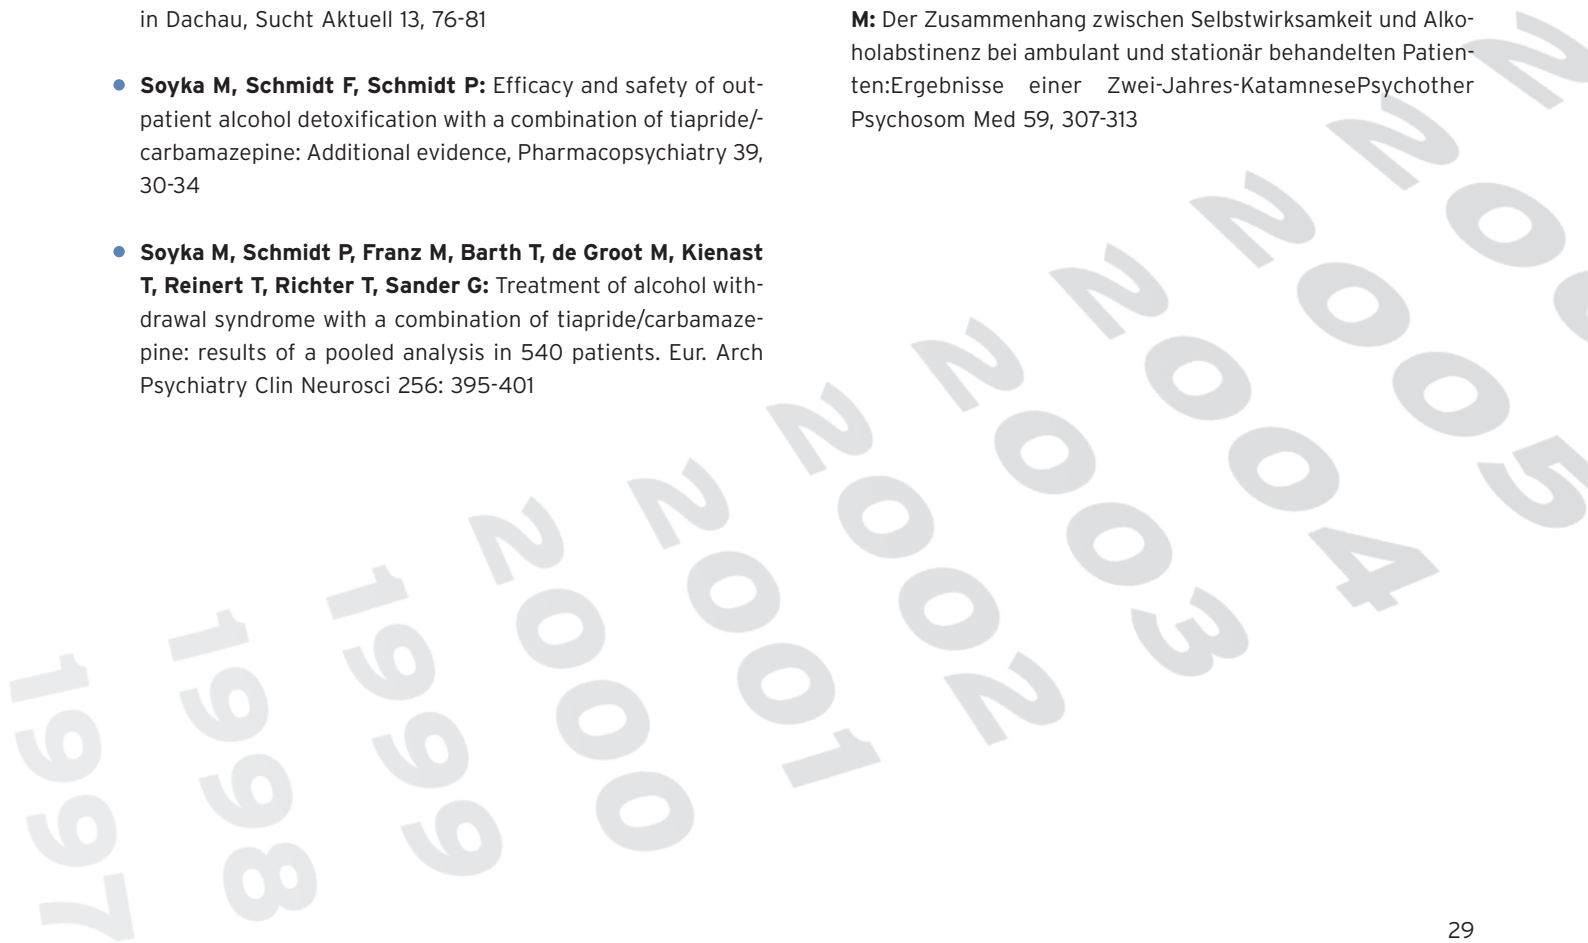 in Dachau, Sucht Aktuell 13, 76-81
• Soyka M, Schmidt F, Schmidt P: Efficacy and safety of out-
patient alcohol detoxification with a combination of tiapride/-
carbamazepine: Additional evidence, Pharmacopsychiatry 39,
30-34
• Soyka M, Schmidt P, Franz M, Barth T, de Groot M, Kienast
T, Reinert T, Richter T, Sander G: Treatment of alcohol with-
drawal syndrome with a combination of tiapride/carbamaze-
pine: results of a pooled analysis in 540 patients. Eur. Arch
Psychiatry Clin Neurosci 256: 395-401
M: Der Zusammenhang zwischen Selbstwirksamkeit und Alko-
holabstinenz bei ambulant und stationär behandelten Patien-
ten:Ergebnisse einer Zwei-Jahres-KatamnesePsychother
Psychosom Med 59, 307-313
1997
1998
1999
2000
2001
2002
2003
2004
2005
29